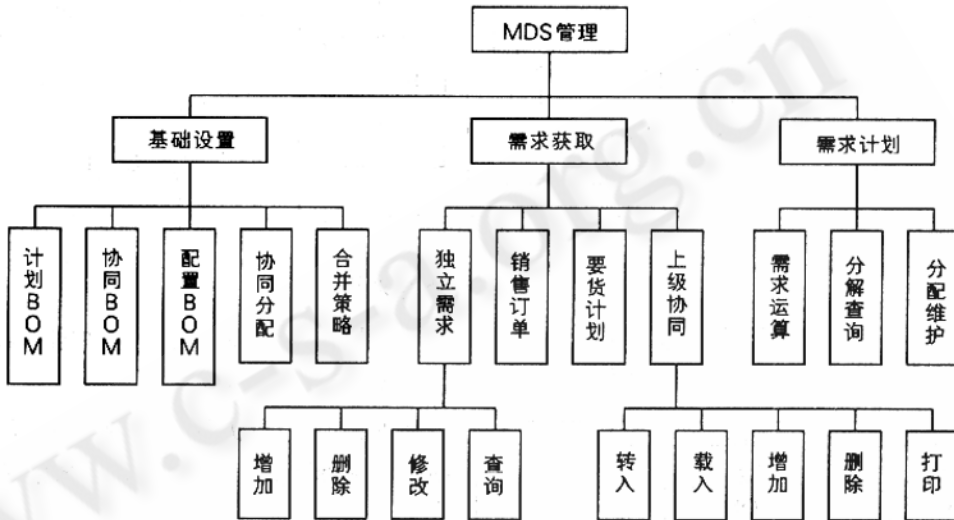 MDS管理
基础设置
需求获取
需求计划
计划BOM
协同BOM
配置BOM
协同分配
合并策略
独立需求
销售订单
要货计划
上级协同
需求运算
分解查询
分配维护
增加
删除
修改
查询
转入
载入
增加
删除
打印
www.c-s-a.org.cn